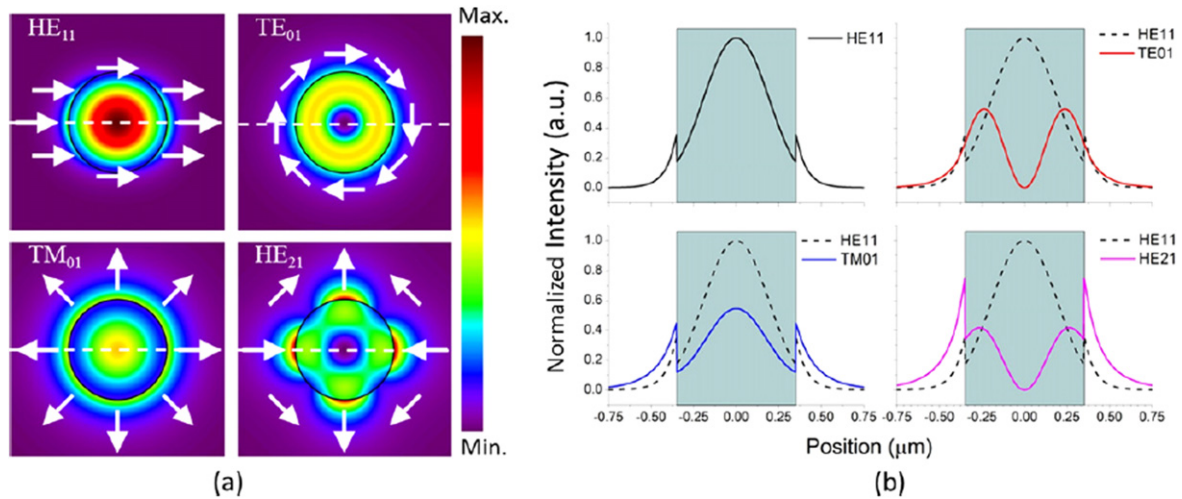 HE11
TE01
Max.
TM01
HE21
Min.
(a)
Normalized Intensity (a.u.)
1.0
0.8
0.6
0.4
0.2
0.0
HE11
HE11
TE01
1.0
0.8
0.6
0.4
0.2
0.0
HE11
TM01
HE11
HE21
-0.75 -0.50 -0.25 0.00 0.25 0.50 -0.75 -0.50 -0.25 0.00 0.25 0.50 0.75
Position (μm)
(b)